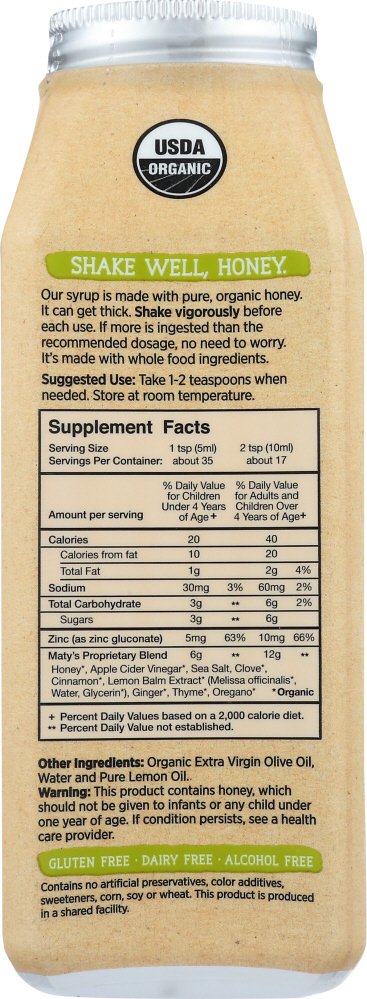 USDA
ORGANIC
SHAKE WELL, HONEY.
Our syrup is made with pure, organic honey.
It can get thick. Shake vigorously before
each use. If more is ingested than the
recommended dosage, no need to worry.
It's made with whole food ingredients.
Suggested Use: Take 1-2 teaspoons when
needed. Store at room temperature.
Supplement Facts
Serving Size 1 tsp (5ml) 2 tsp (10ml)
Servings Per Container: about 35 about 17
% Daily Value % Daily Value
for Children for Adults and
Under 4 Years Children Over
Amount per serving of Age+ 4 Years of Age+
Calories 20 40
Calories from fat 10 20
Total Fat 1g 2g 4%
Sodium 30mg 3% 60mg 2%
Total Carbohydrate 3g ** 6g 2%
Sugars 3g ** 6g
Zinc (as zinc gluconate) 5mg 63% 10mg 66%
Maty's Proprietary Blend 6g ** 12g **
Honey*, Apple Cider Vinegar*, Sea Salt, Clove*,
Cinnamon*, Lemon Balm Extract* (Melissa officinalis*,
Water, Glycerin*), Ginger*, Thyme*, Oregano* *Organic
+ Percent Daily Values based on a 2,000 calorie diet.
** Percent Daily Value not established.
Other Ingredients: Organic Extra Virgin Olive Oil,
Water and Pure Lemon Oil.
Warning: This product contains honey, which
should not be given to infants or any child under
one year of age. If condition persists, see a health
care provider.
GLUTEN FREE · DAIRY FREE · ALCOHOL FREE
Contains no artificial preservatives, color additives,
sweeteners, corn, soy or wheat. This product is produced
in a shared facility.